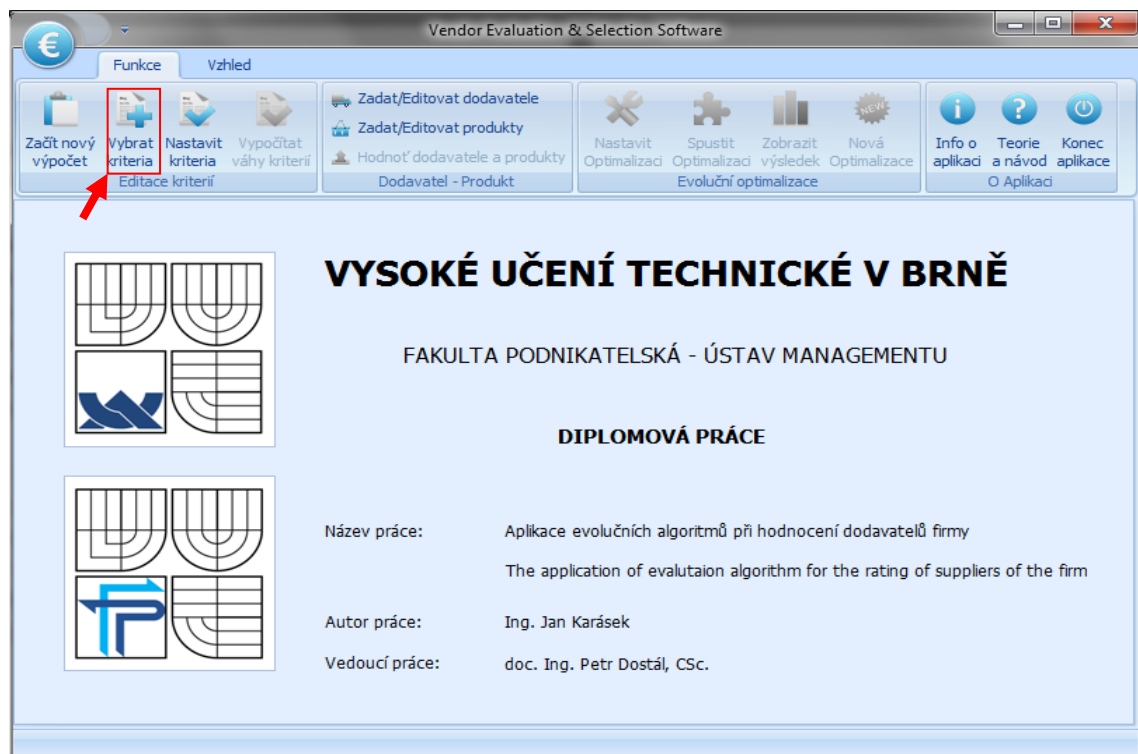 Vendor Evaluation & Selection Software
Funkce Vzhled
Začít nový výpočet
Vybrat kriteria
Nastavit kriteria
Vypočítat váhy kriterií
Editace kriterií
Zadat/Editovat dodavatele
Zadat/Editovat produkty
Hodnoť dodavatele a produkty
Dodavatel - Produkt
Nastavit Optimalizaci
Spustit Optimalizaci
Zobrazit výsledek
NEW
Nová Optimalizace
Evoluční optimalizace
Info o aplikaci
Teorie a návod
Konec aplikace
O Aplikaci
VYSOKÉ UČENÍ TECHNICKÉ V BRNĚ
FAKULTA PODNIKATELSKÁ - ÚSTAV MANAGEMENTU
DIPLOMOVÁ PRÁCE
Název práce: Aplikace evolučních algoritmů při hodnocení dodavatelů firmy
The application of evalutaion algorithm for the rating of suppliers of the firm
Autor práce: Ing. Jan Karásek
Vedoucí práce: doc. Ing. Petr Dostál, CSc.